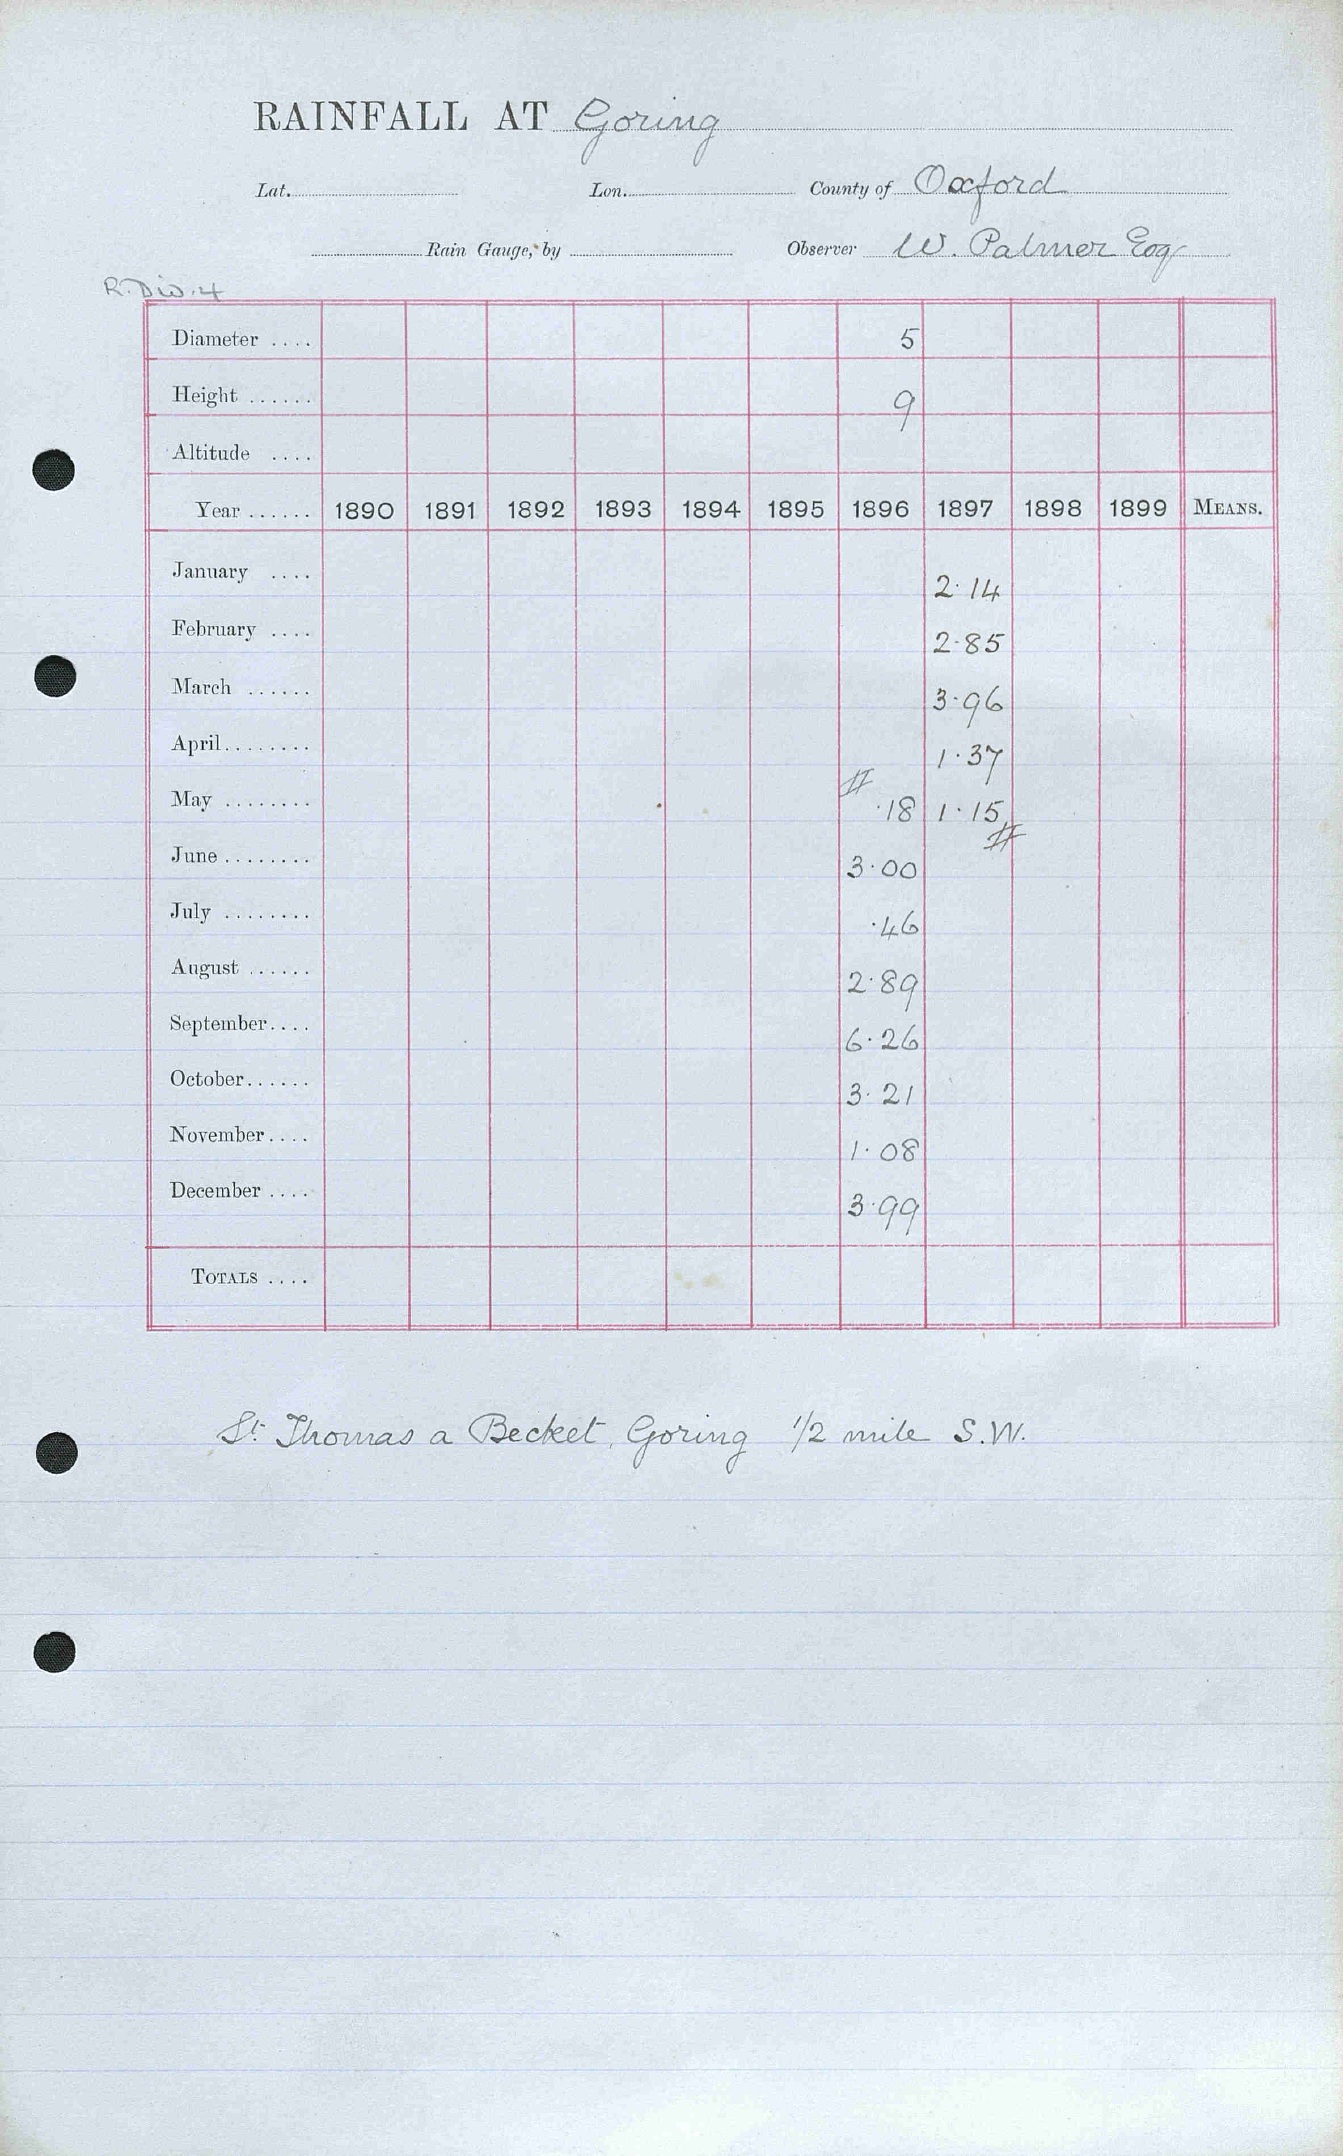 RAINFALL AT Goring
Lat. Lon. County of Oxford
Rain Gauge, by Observer W. Palmer Esq
R. Div. 4
Diameter .... 5
Height ...... 9
Altitude ....
Year ...... 1890 1891 1892 1893 1894 1895 1896 1897 1898 1899 MEANS.
January .... 2.14
February .... 2.85
March ...... 3.96
April ........ 1.37
May ........ # .18 1.15 #
June ........ 3.00
July ........ .46
August ...... 2.89
September .... 6.26
October ...... 3.21
November .... 1.08
December .... 3.99
TOTALS ....
St. Thomas a Becket, Goring 1/2 mile S.W.